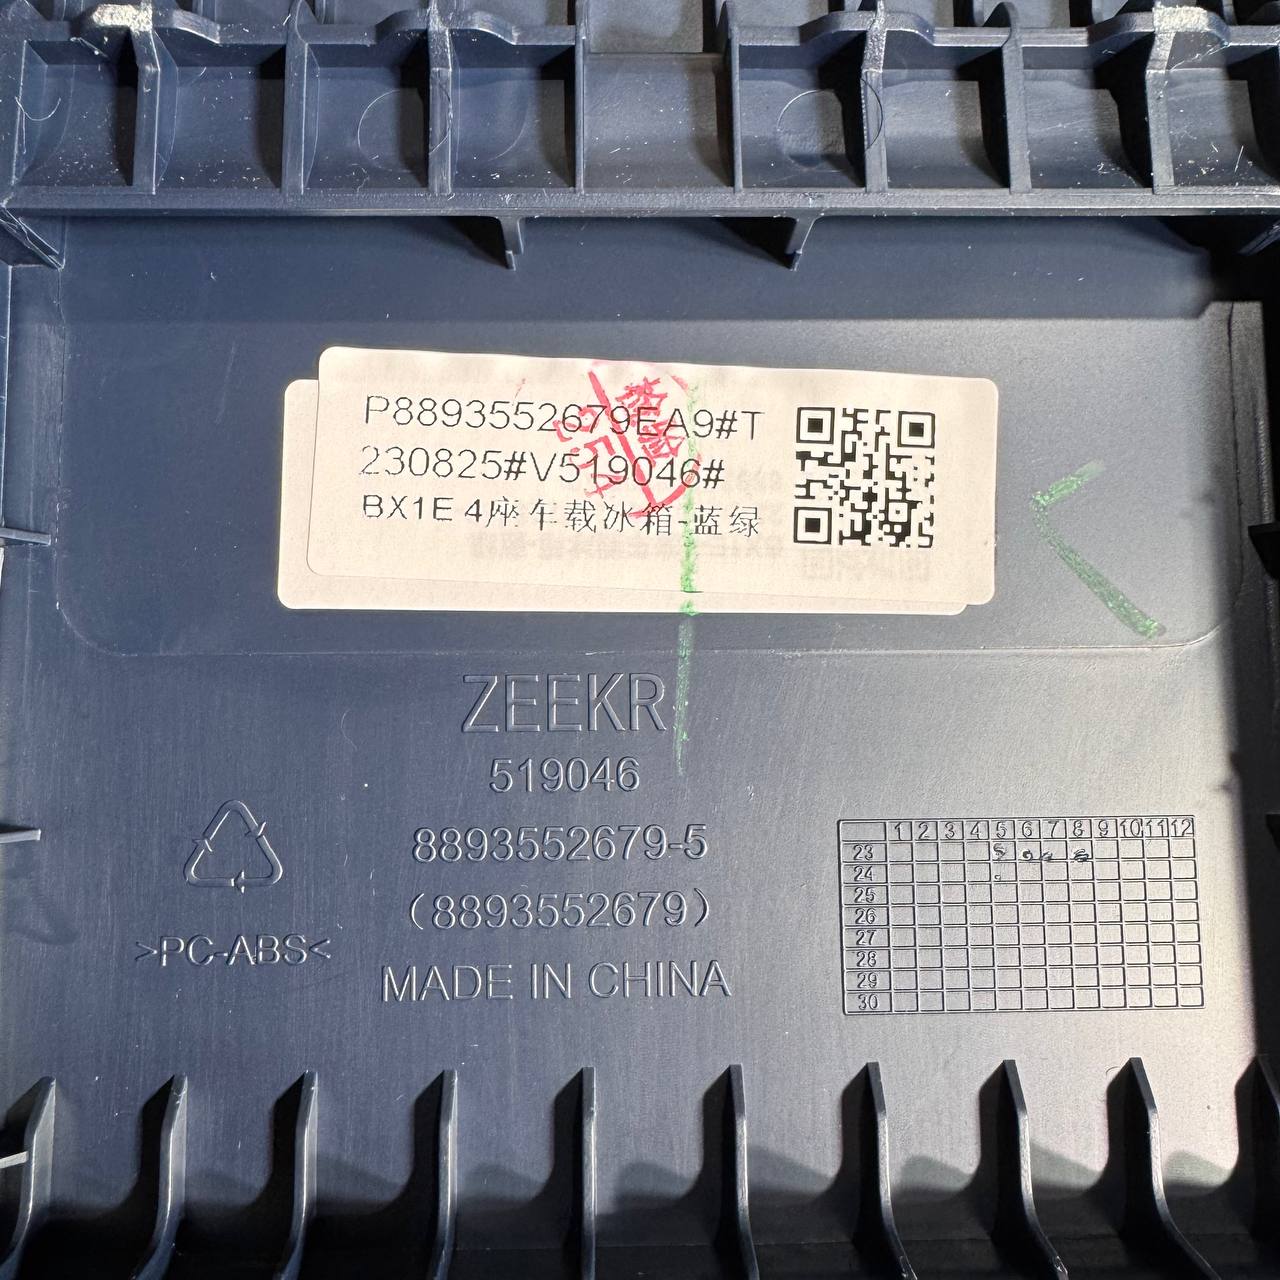 P8893552679EA9#T
230825#V519046#
BX1E 4座车载冰箱-蓝绿
ZEEKR
519046
8893552679-5
(8893552679)
>PC-ABS<
MADE IN CHINA
1 2 3 4 5 6 7 8 9 10 11 12
23
24
25
26
27
28
29
30